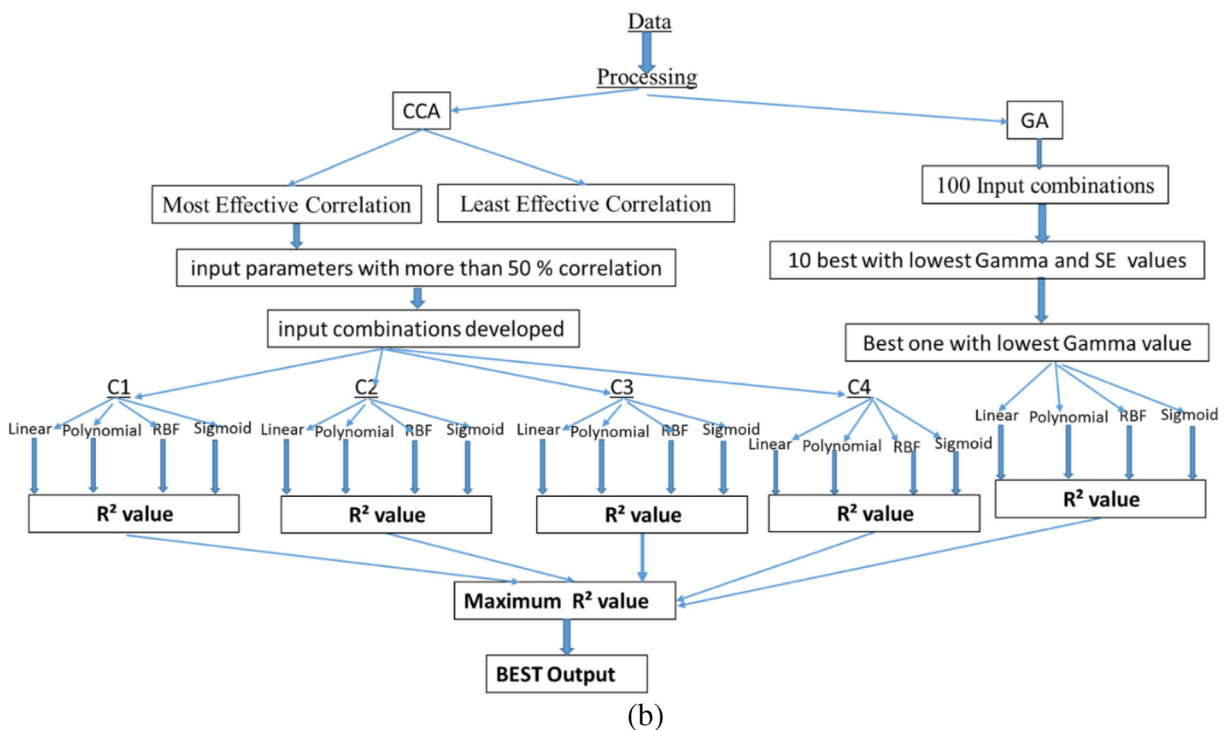 Data
Processing
CCA
GA
Most Effective Correlation
Least Effective Correlation
100 Input combinations
input parameters with more than 50 % correlation
10 best with lowest Gamma and SE values
input combinations developed
Best one with lowest Gamma value
C1
C2
C3
C4
Linear
Polynomial
RBF
Sigmoid
Linear
Polynomial
RBF
Sigmoid
Linear
Polynomial
RBF
Sigmoid
Linear
Polynomial
RBF
Sigmoid
Linear
Polynomial
RBF
Sigmoid
R² value
R² value
R² value
R² value
R² value
Maximum R² value
BEST Output
(b)